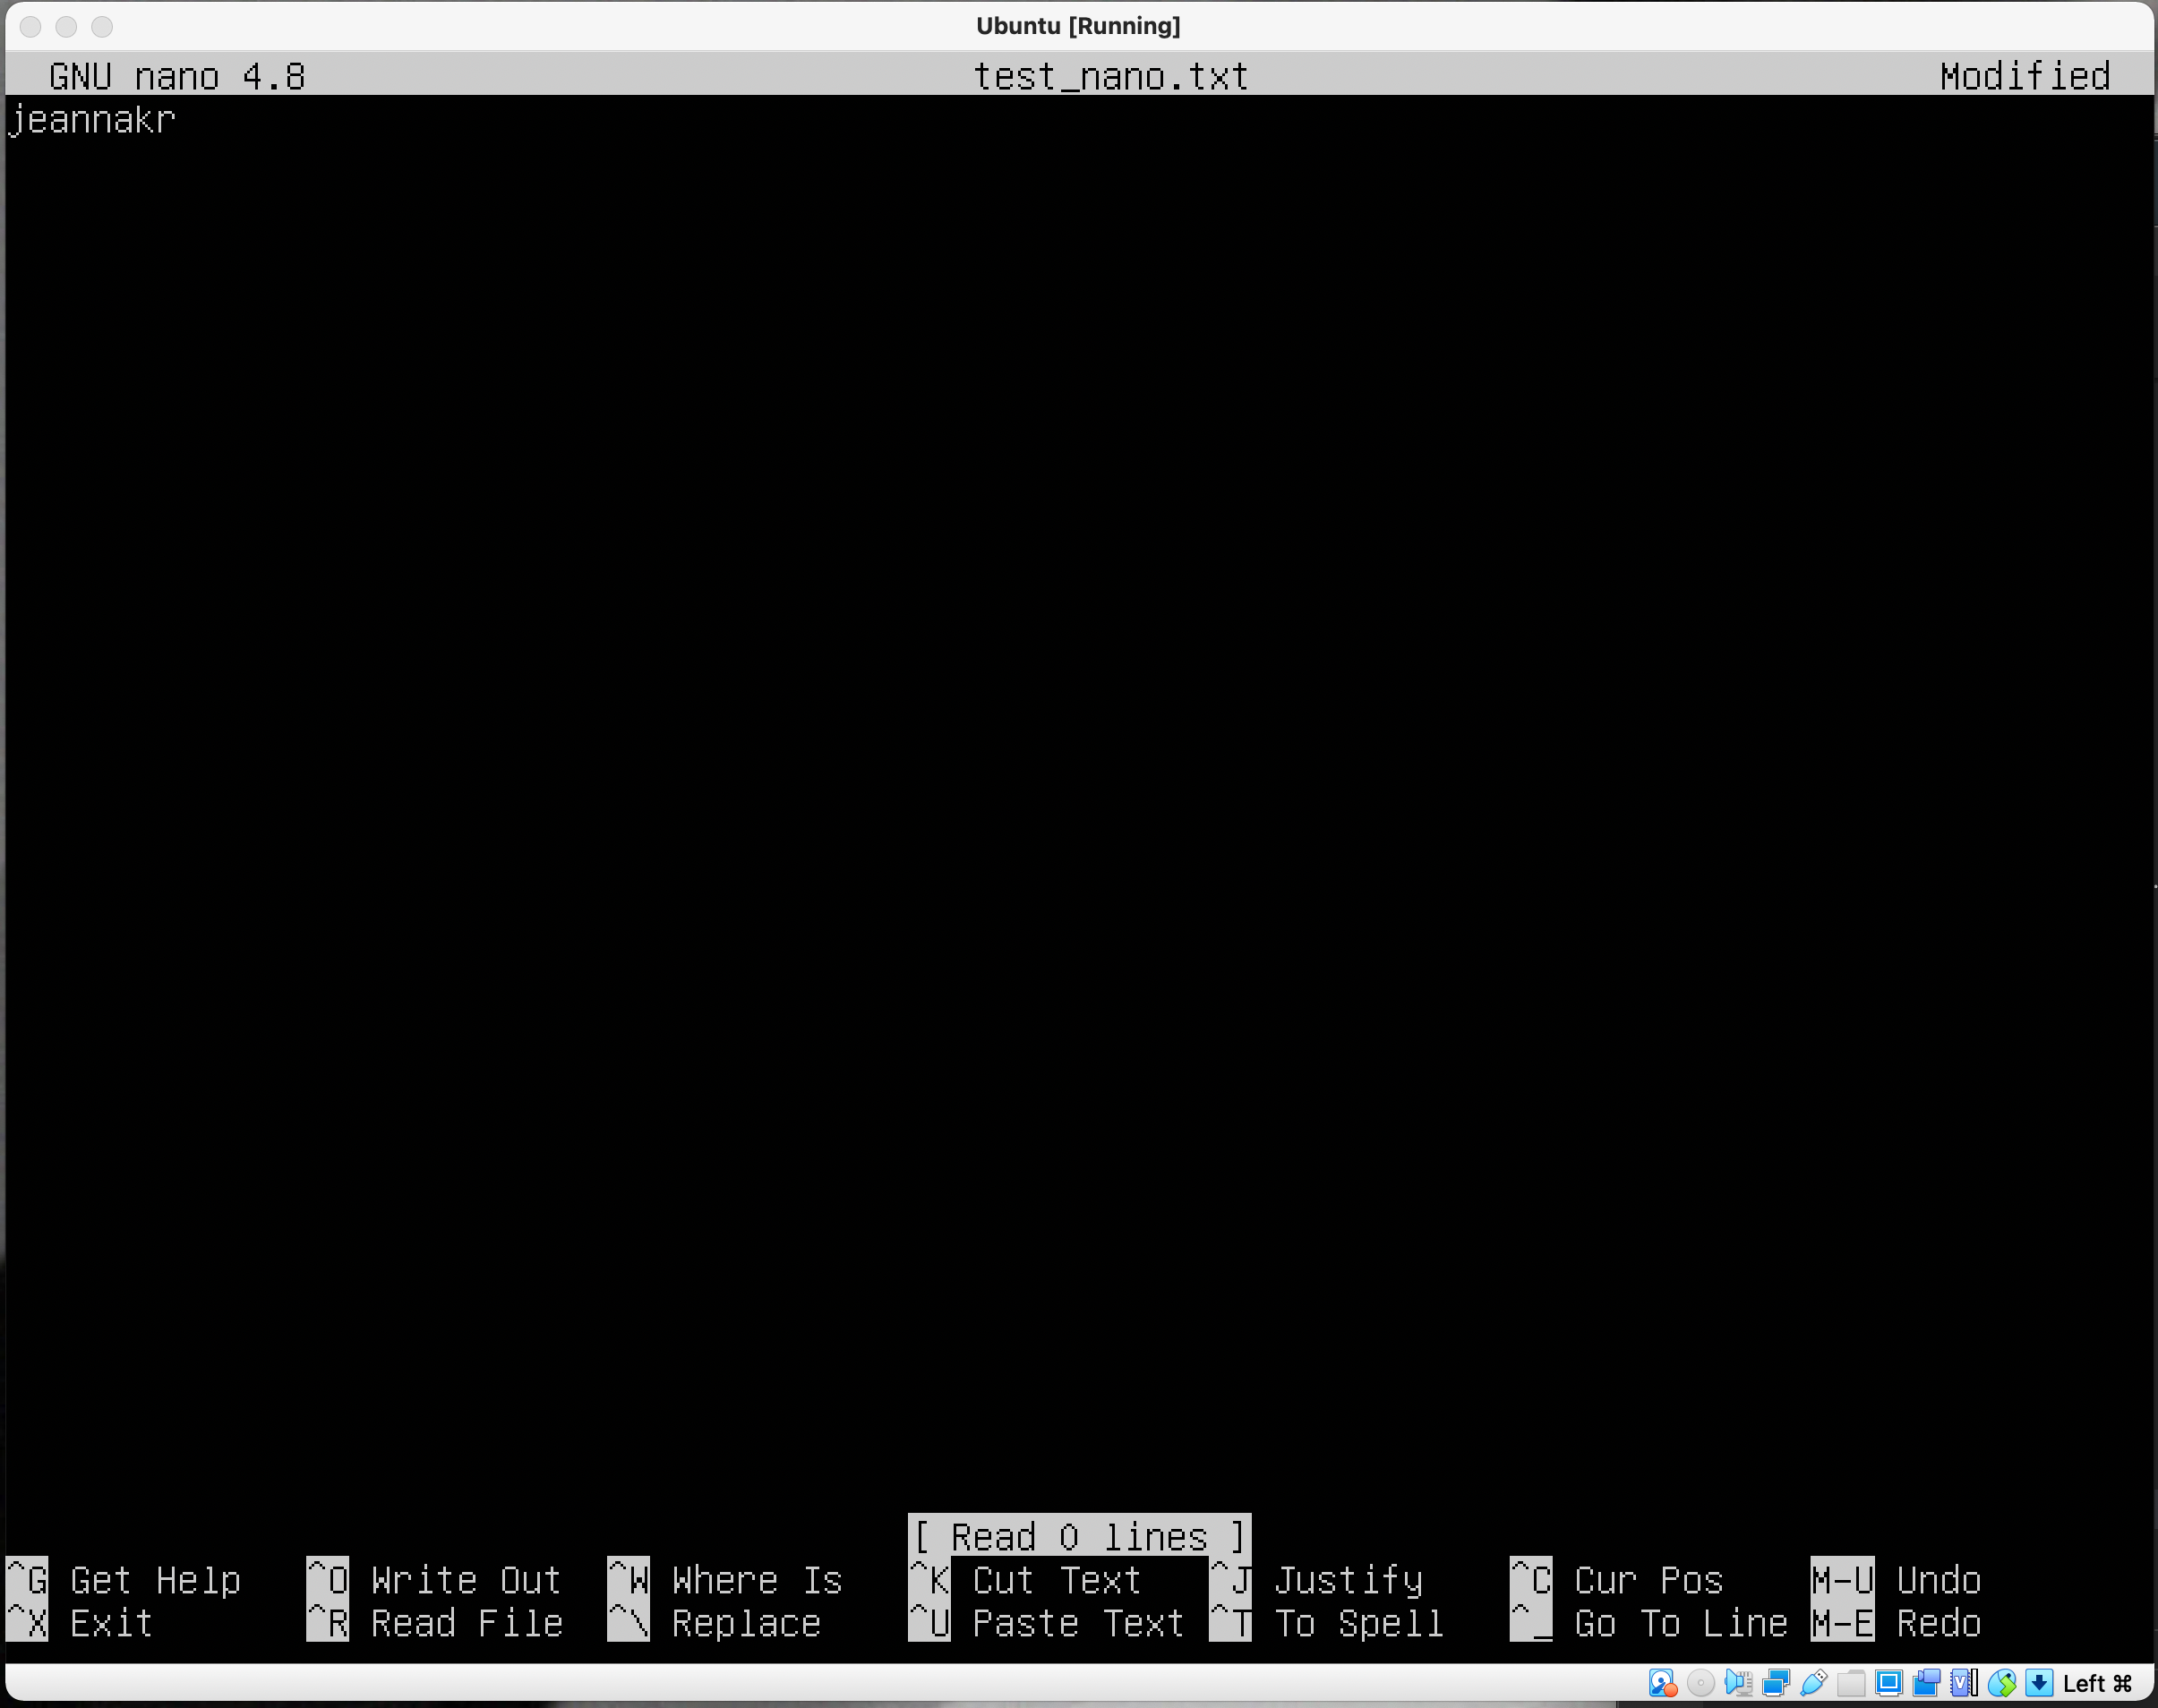 Ubuntu [Running]
GNU nano 4.8 test_nano.txt Modified
jeannakr
[ Read 0 lines ]
^G Get Help ^O Write Out ^W Where Is ^K Cut Text ^J Justify ^C Cur Pos M-U Undo
^X Exit ^R Read File ^\ Replace ^U Paste Text ^T To Spell ^_ Go To Line M-E Redo
Left ⌘